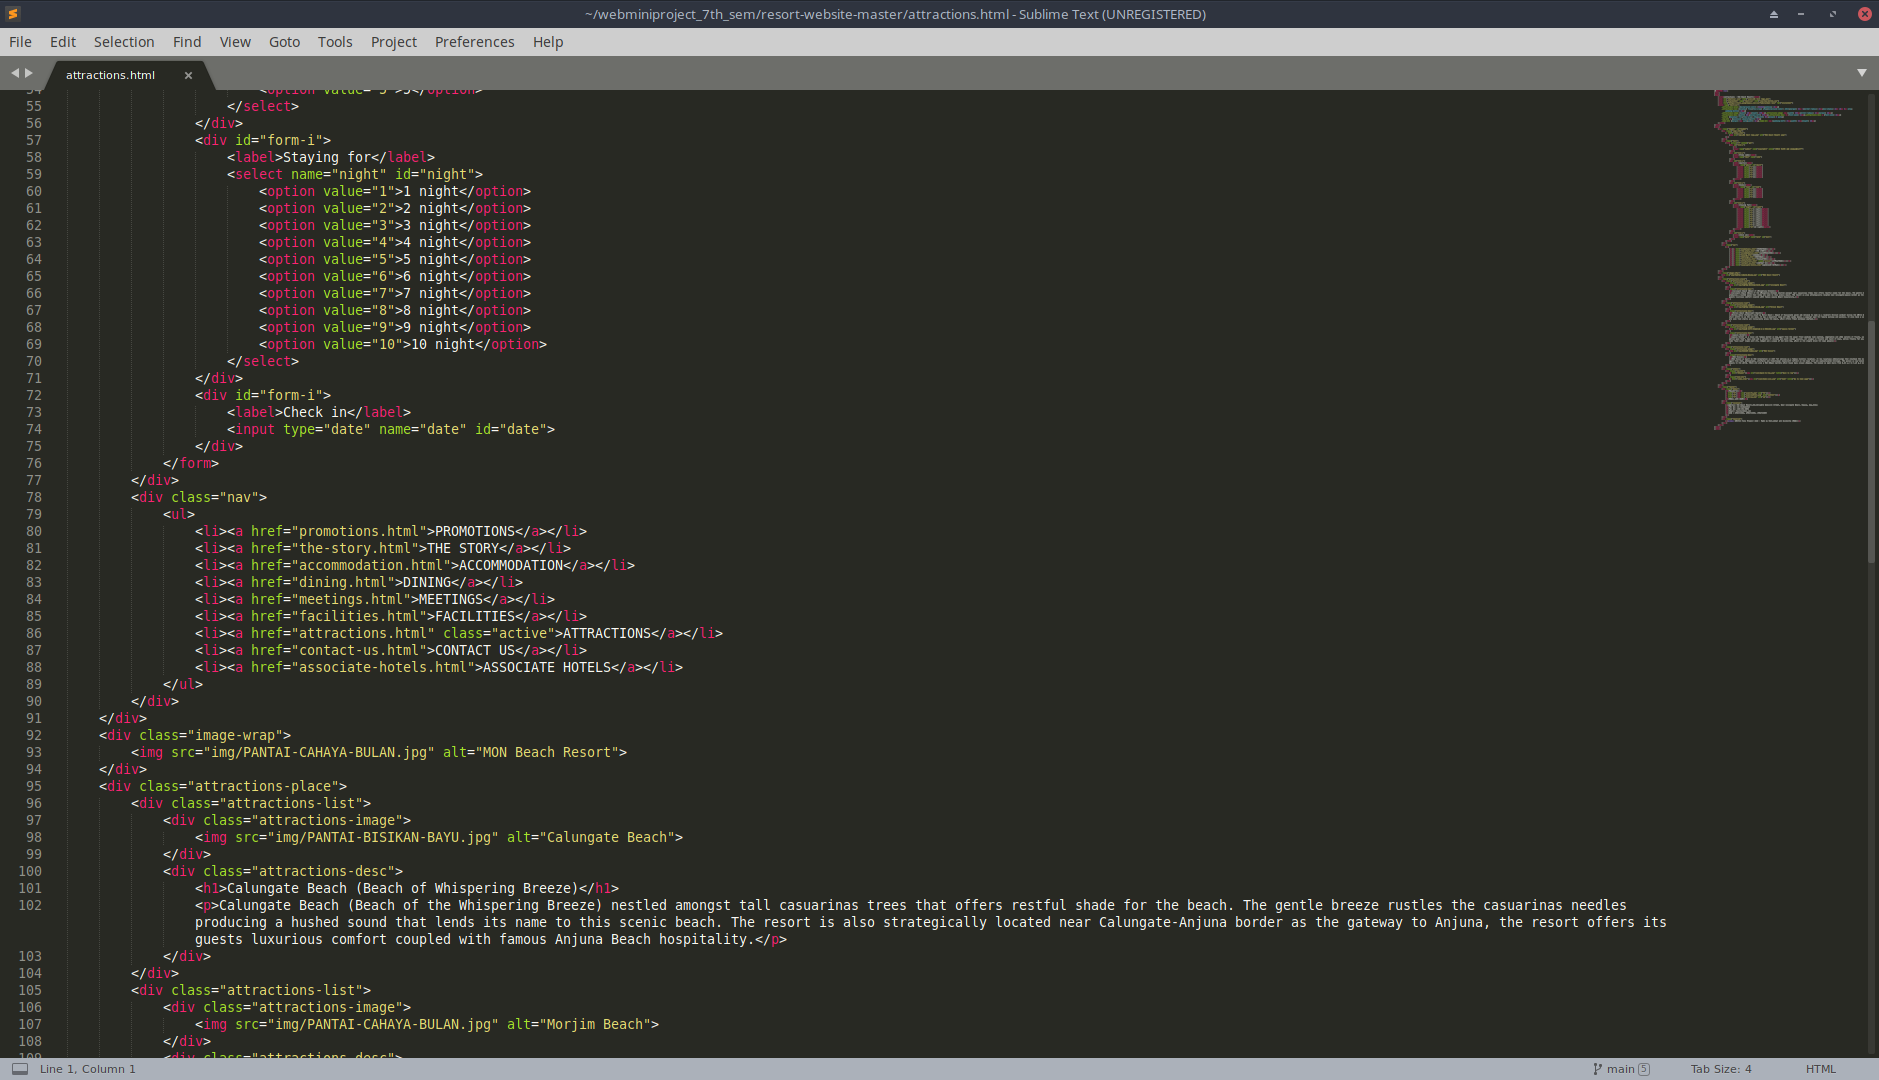 ~/webminiproject_7th_sem/resort-website-master/attractions.html - Sublime Text (UNREGISTERED)
File Edit Selection Find View Goto Tools Project Preferences Help
attractions.html
54 <option value="5">5</option>
55 </select>
56 </div>
57 <div id="form-i">
58 <label>Staying for</label>
59 <select name="night" id="night">
60 <option value="1">1 night</option>
61 <option value="2">2 night</option>
62 <option value="3">3 night</option>
63 <option value="4">4 night</option>
64 <option value="5">5 night</option>
65 <option value="6">6 night</option>
66 <option value="7">7 night</option>
67 <option value="8">8 night</option>
68 <option value="9">9 night</option>
69 <option value="10">10 night</option>
70 </select>
71 </div>
72 <div id="form-i">
73 <label>Check in</label>
74 <input type="date" name="date" id="date">
75 </div>
76 </form>
77 </div>
78 <div class="nav">
79 <ul>
80 <li><a href="promotions.html">PROMOTIONS</a></li>
81 <li><a href="the-story.html">THE STORY</a></li>
82 <li><a href="accommodation.html">ACCOMMODATION</a></li>
83 <li><a href="dining.html">DINING</a></li>
84 <li><a href="meetings.html">MEETINGS</a></li>
85 <li><a href="facilities.html">FACILITIES</a></li>
86 <li><a href="attractions.html" class="active">ATTRACTIONS</a></li>
87 <li><a href="contact-us.html">CONTACT US</a></li>
88 <li><a href="associate-hotels.html">ASSOCIATE HOTELS</a></li>
89 </ul>
90 </div>
91 </div>
92 <div class="image-wrap">
93 <img src="img/PANTAI-CAHAYA-BULAN.jpg" alt="MON Beach Resort">
94 </div>
95 <div class="attractions-place">
96 <div class="attractions-list">
97 <div class="attractions-image">
98 <img src="img/PANTAI-BISIKAN-BAYU.jpg" alt="Calungate Beach">
99 </div>
100 <div class="attractions-desc">
101 <h1>Calungate Beach (Beach of Whispering Breeze)</h1>
102 <p>Calungate Beach (Beach of the Whispering Breeze) nestled amongst tall casuarinas trees that offers restful shade for the beach. The gentle breeze rustles the casuarinas needles
producing a hushed sound that lends its name to this scenic beach. The resort is also strategically located near Calungate-Anjuna border as the gateway to Anjuna, the resort offers its
guests luxurious comfort coupled with famous Anjuna Beach hospitality.</p>
103 </div>
104 </div>
105 <div class="attractions-list">
106 <div class="attractions-image">
107 <img src="img/PANTAI-CAHAYA-BULAN.jpg" alt="Morjim Beach">
108 </div>
109 <div class="attractions-desc">
Line 1, Column 1 main 5 Tab Size: 4 HTML